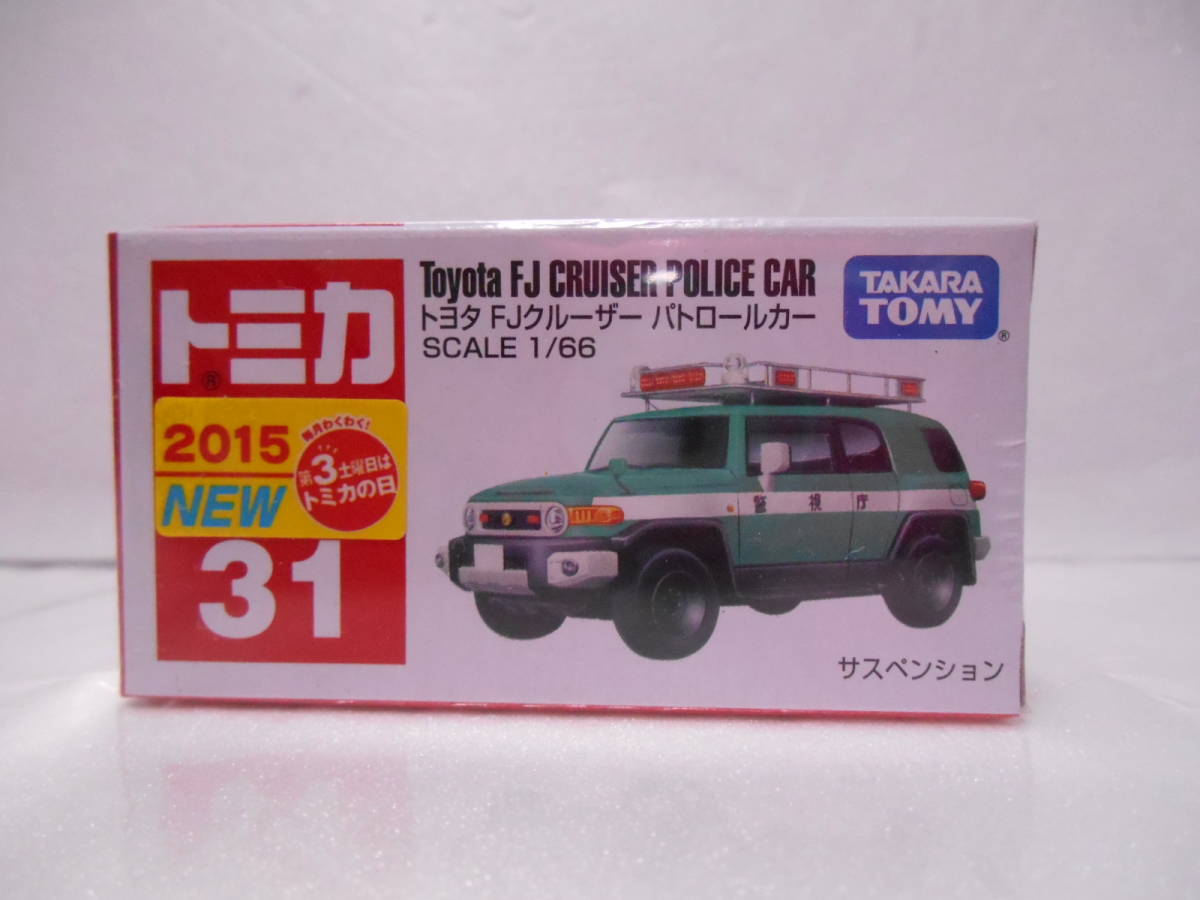 トミカ®
2015
NEW
毎月わくわく!
第3土曜日は
トミカの日
31
Toyota FJ CRUISER POLICE CAR
トヨタ FJクルーザー パトロールカー
SCALE 1/66
TAKARA
TOMY®
警視庁
サスペンション